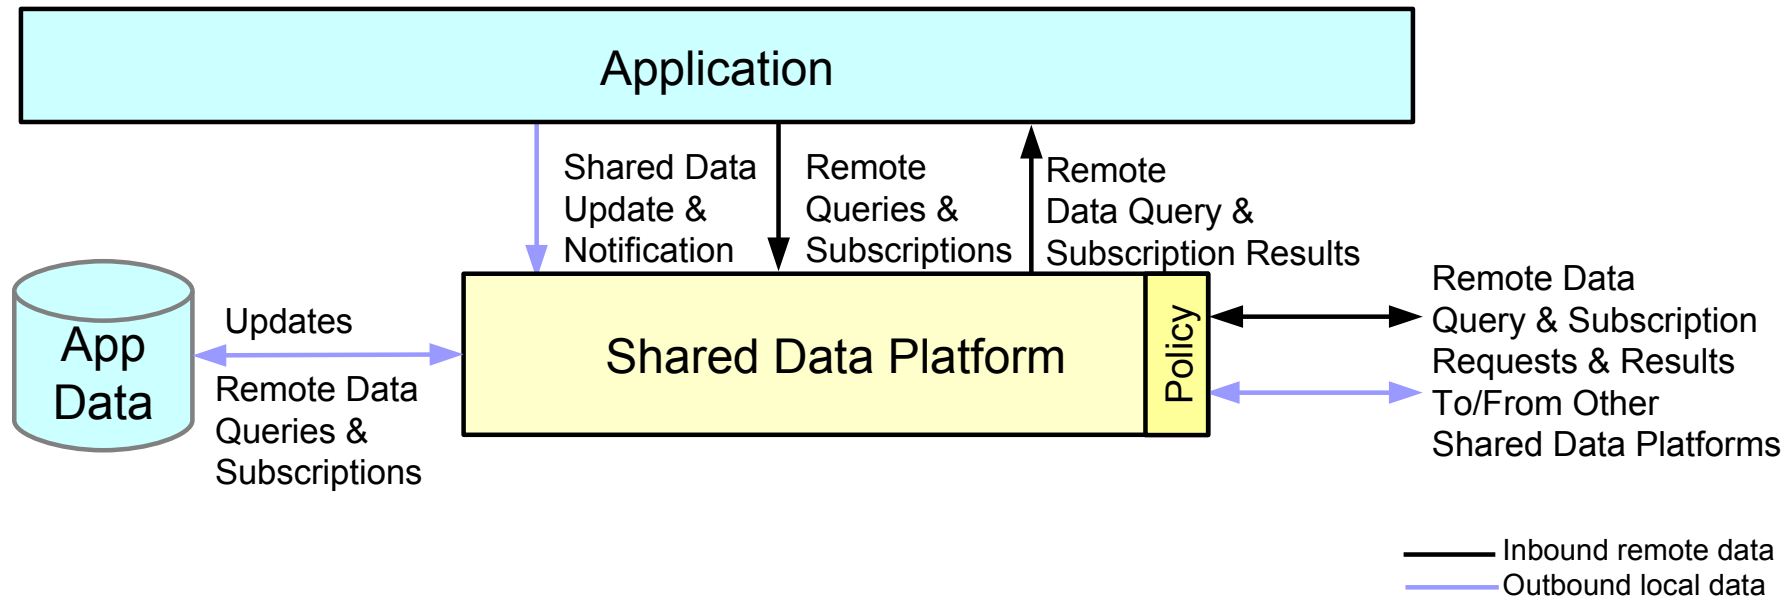 Application
Shared Data
Update &
Notification
Remote
Queries &
Subscriptions
Remote
Data Query &
Subscription Results
App
Data
Updates
Remote Data
Queries &
Subscriptions
Shared Data Platform
Policy
Remote Data
Query & Subscription
Requests & Results
To/From Other
Shared Data Platforms
Inbound remote data
Outbound local data